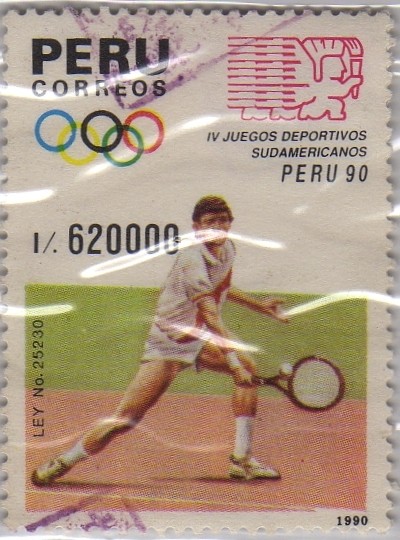 PERU
CORREOS
IV JUEGOS DEPORTIVOS
SUDAMERICANOS
PERU 90
I/. 620000
LEY No. 25230
1990